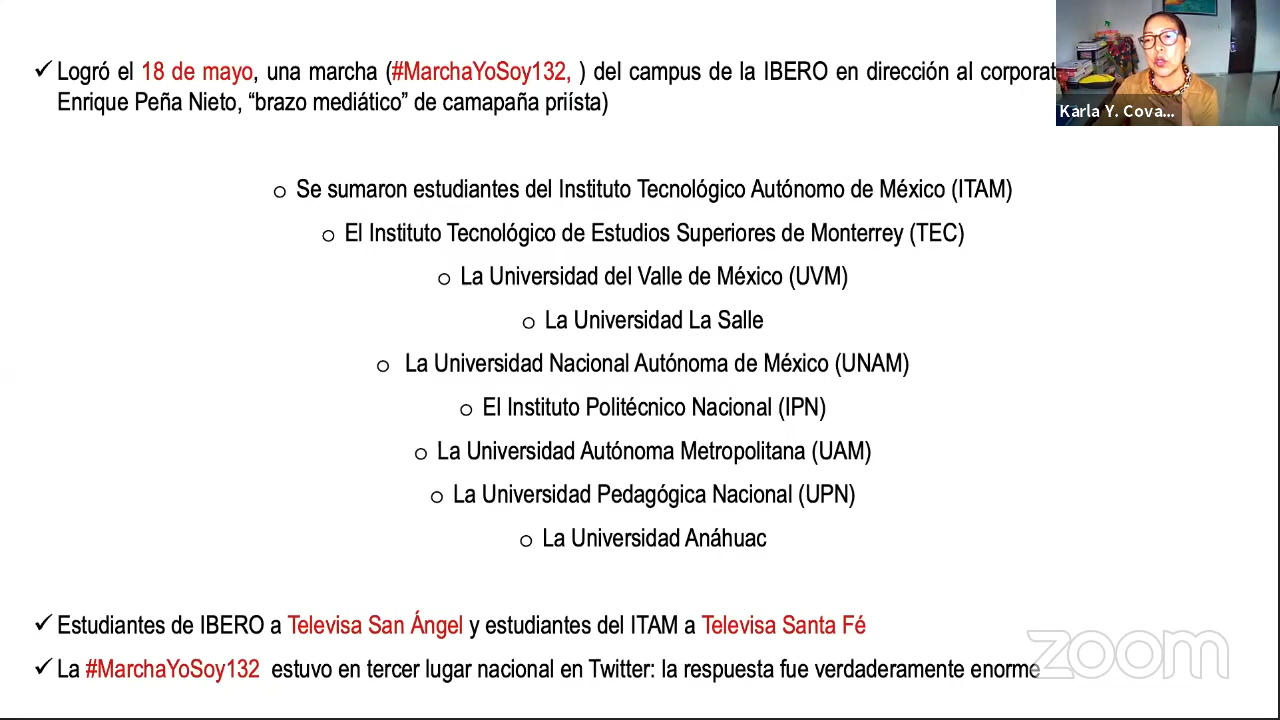 ✓ Logró el 18 de mayo, una marcha (#MarchaYoSoy132, ) del campus de la IBERO en dirección al
Enrique Peña Nieto, “brazo mediático” de camapaña priísta)
Karla Y. Cova...
o Se sumaron estudiantes del Instituto Tecnológico Autónomo de México (ITAM)
o El Instituto Tecnológico de Estudios Superiores de Monterrey (TEC)
o La Universidad del Valle de México (UVM)
o La Universidad La Salle
o La Universidad Nacional Autónoma de México (UNAM)
o El Instituto Politécnico Nacional (IPN)
o La Universidad Autónoma Metropolitana (UAM)
o La Universidad Pedagógica Nacional (UPN)
o La Universidad Anáhuac
✓ Estudiantes de IBERO a Televisa San Ángel y estudiantes del ITAM a Televisa Santa Fé
✓ La #MarchaYoSoy132 estuvo en tercer lugar nacional en Twitter: la respuesta fue verdaderamente enorme
zoom